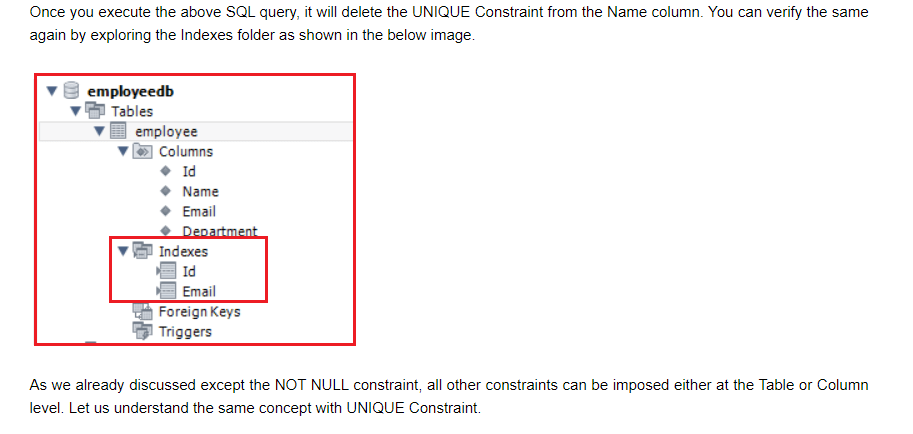 Once you execute the above SQL query, it will delete the UNIQUE Constraint from the Name column. You can verify the same
again by exploring the Indexes folder as shown in the below image.
employeedb
Tables
employee
Columns
Id
Name
Email
Department
Indexes
Id
Email
Foreign Keys
Triggers
As we already discussed except the NOT NULL constraint, all other constraints can be imposed either at the Table or Column
level. Let us understand the same concept with UNIQUE Constraint.